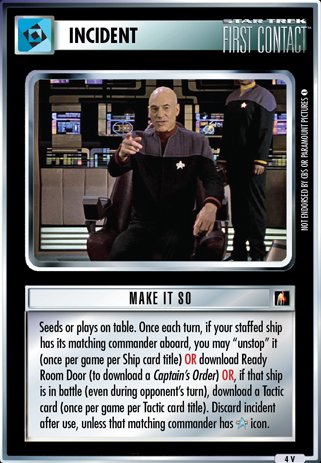 INCIDENT
STAR TREK
FIRST CONTACT
NOT ENDORSED BY CBS OR PARAMOUNT PICTURES
MAKE IT SO
Seeds or plays on table. Once each turn, if your staffed ship
has its matching commander aboard, you may "unstop" it
(once per game per Ship card title) OR download Ready
Room Door (to download a Captain's Order) OR, if that ship
is in battle (even during opponent's turn), download a Tactic
card (once per game per Tactic card title). Discard incident
after use, unless that matching commander has icon.
4 V